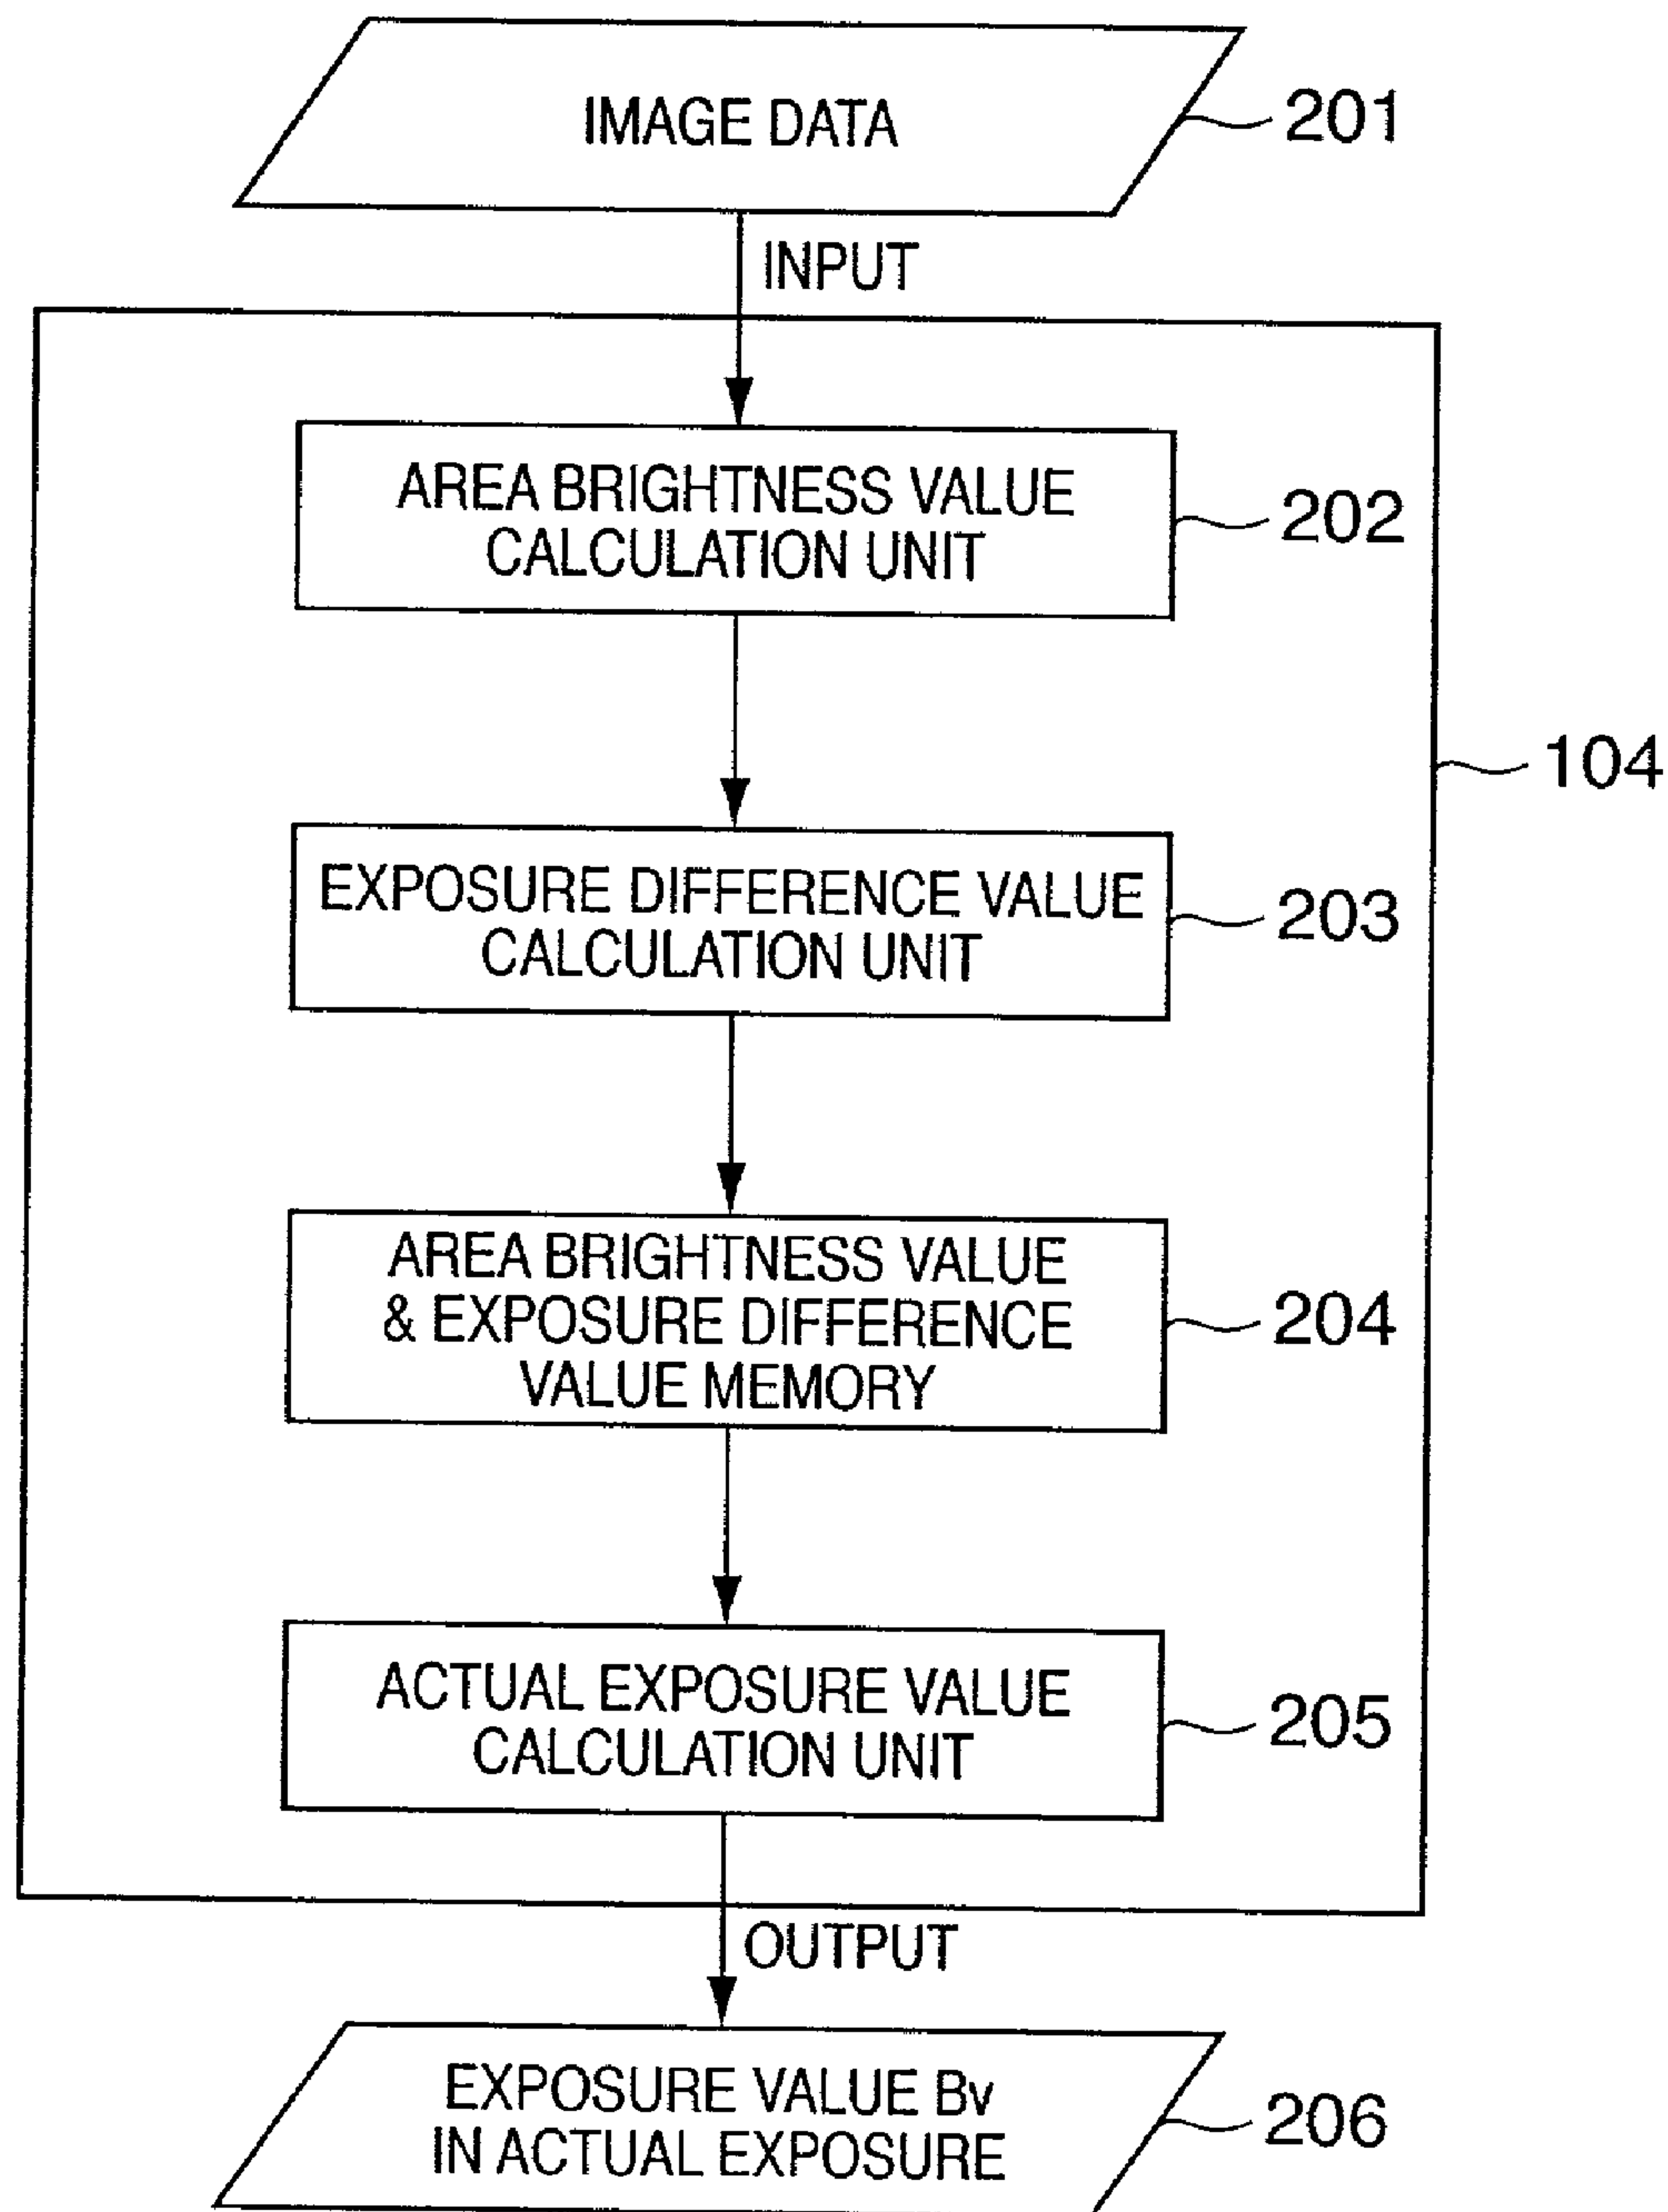 IMAGE DATA
201
INPUT
AREA BRIGHTNESS VALUE
CALCULATION UNIT
202
104
EXPOSURE DIFFERENCE VALUE
CALCULATION UNIT
203
AREA BRIGHTNESS VALUE
& EXPOSURE DIFFERENCE
VALUE MEMORY
204
ACTUAL EXPOSURE VALUE
CALCULATION UNIT
205
OUTPUT
EXPOSURE VALUE Bv
IN ACTUAL EXPOSURE
206